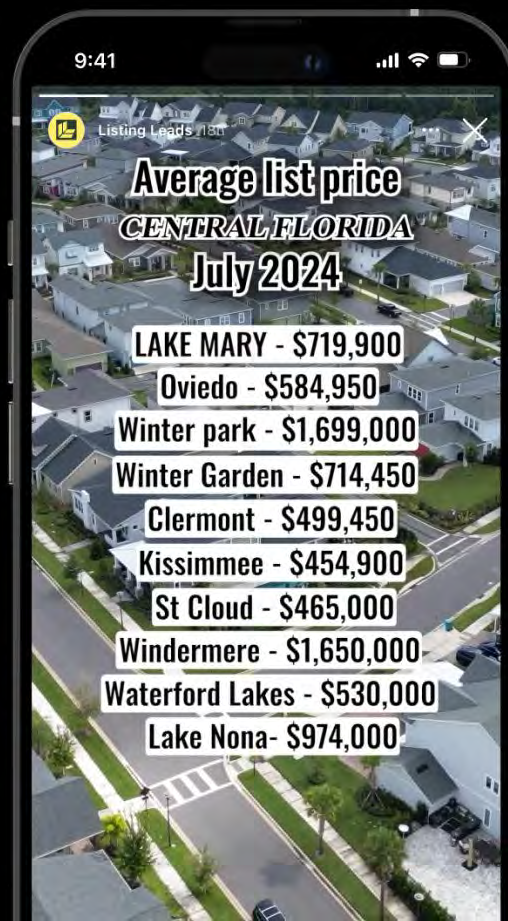 9:41
Listing Leads 18h
Average list price
CENTRAL FLORIDA
July 2024
LAKE MARY - $719,900
Oviedo - $584,950
Winter park - $1,699,000
Winter Garden - $714,450
Clermont - $499,450
Kissimmee - $454,900
St Cloud - $465,000
Windermere - $1,650,000
Waterford Lakes - $530,000
Lake Nona- $974,000